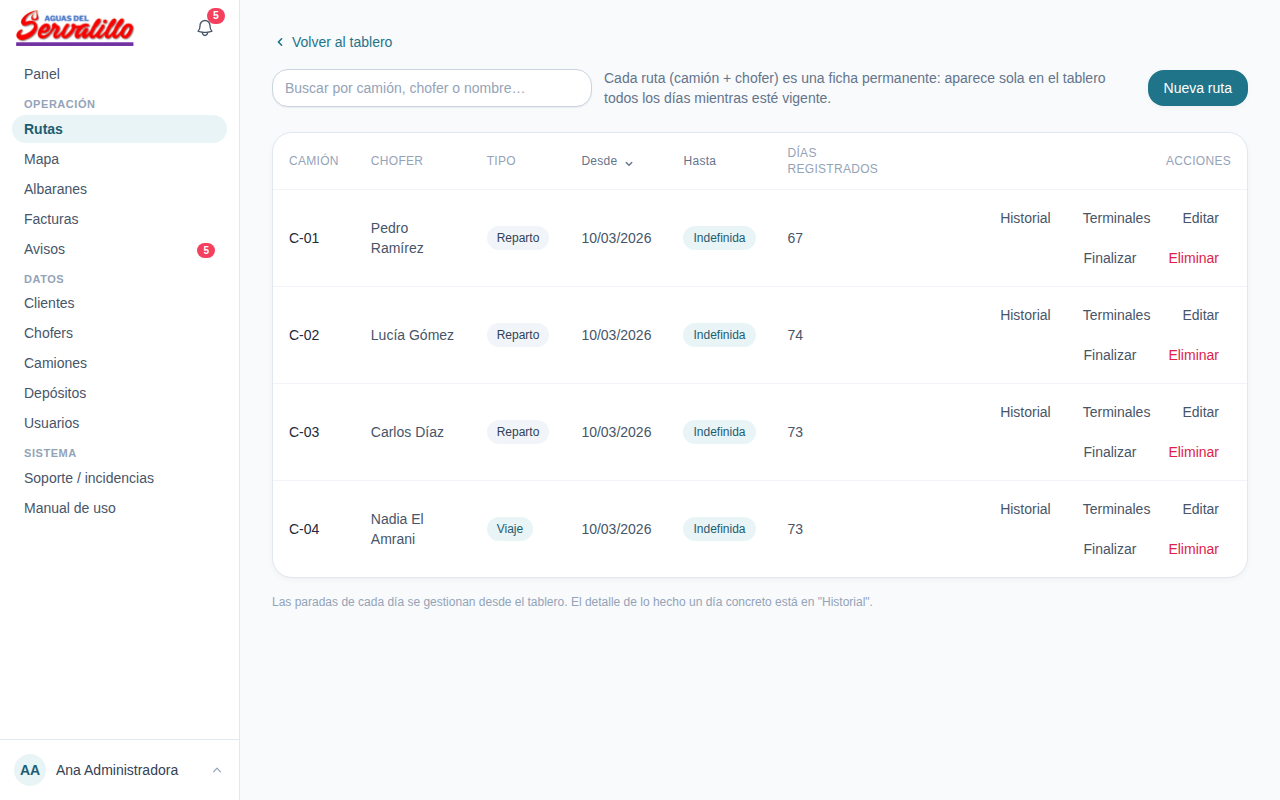 AGUAS DEL
Servalillo
5
Panel
OPERACIÓN
Rutas
Mapa
Albaranes
Facturas
Avisos 5
DATOS
Clientes
Chofers
Camiones
Depósitos
Usuarios
SISTEMA
Soporte / incidencias
Manual de uso
AA Ana Administradora
Volver al tablero
Buscar por camión, chofer o nombre…
Cada ruta (camión + chofer) es una ficha permanente: aparece sola en el tablero
todos los días mientras esté vigente.
Nueva ruta
CAMIÓN CHOFER TIPO Desde Hasta DÍAS REGISTRADOS ACCIONES
C-01 Pedro Ramírez Reparto 10/03/2026 Indefinida 67 Historial Terminales Editar
Finalizar Eliminar
C-02 Lucía Gómez Reparto 10/03/2026 Indefinida 74 Historial Terminales Editar
Finalizar Eliminar
C-03 Carlos Díaz Reparto 10/03/2026 Indefinida 73 Historial Terminales Editar
Finalizar Eliminar
C-04 Nadia El Amrani Viaje 10/03/2026 Indefinida 73 Historial Terminales Editar
Finalizar Eliminar
Las paradas de cada día se gestionan desde el tablero. El detalle de lo hecho un día concreto está en "Historial".